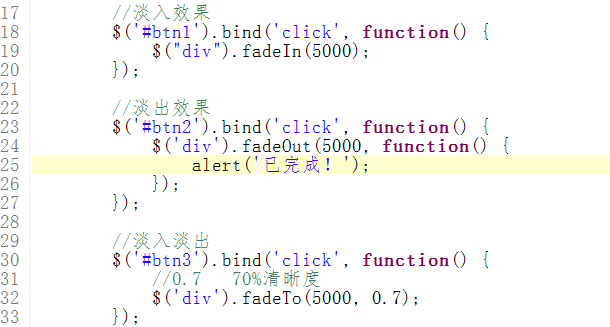 17 //淡入效果
18 $('#btn1').bind('click', function() {
19 $("div").fadeIn(5000);
20 });
21
22 //淡出效果
23 $('#btn2').bind('click', function() {
24 $('div').fadeOut(5000, function() {
25 alert('已完成！');
26 });
27 });
28
29 //淡入淡出
30 $('#btn3').bind('click', function() {
31 //0.7 70%清晰度
32 $('div').fadeTo(5000, 0.7);
33 });